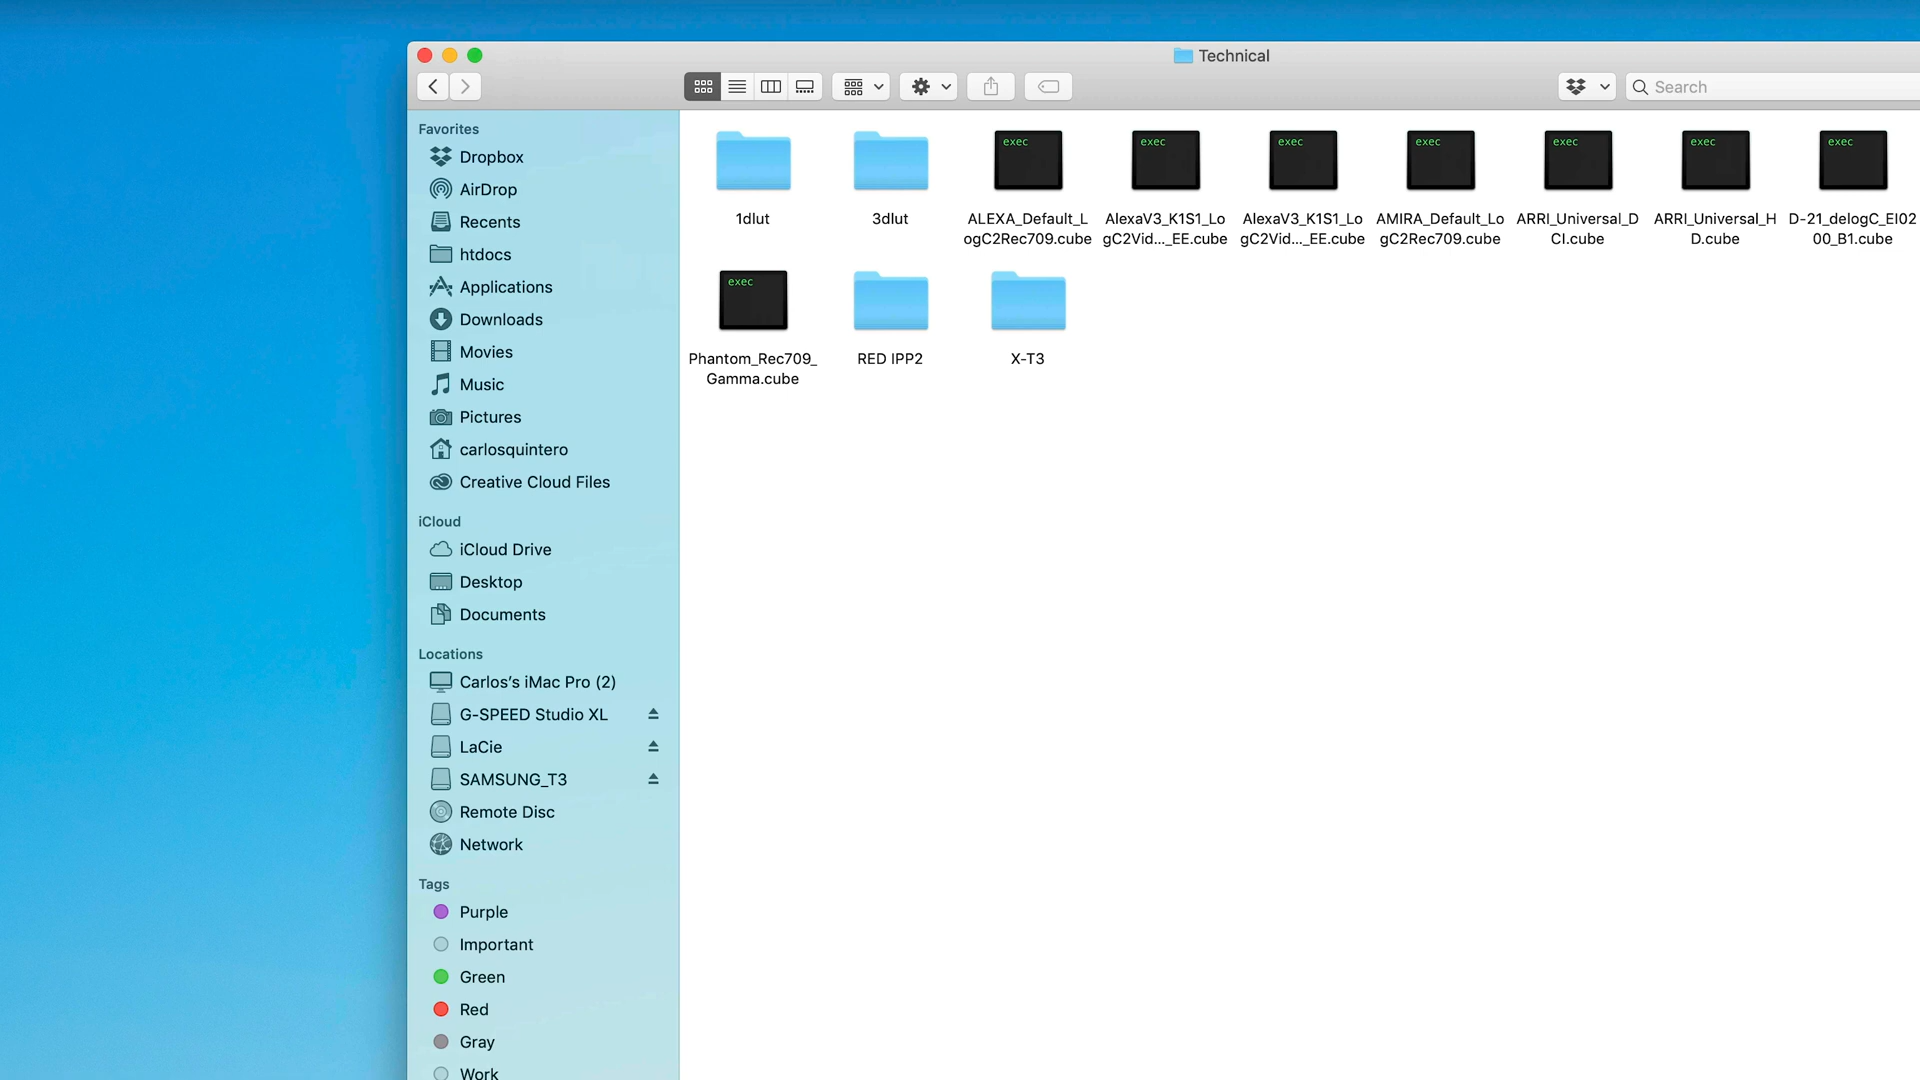 Technical
Search
Favorites
Dropbox
AirDrop
Recents
htdocs
Applications
Downloads
Movies
Music
Pictures
carlosquintero
Creative Cloud Files
iCloud
iCloud Drive
Desktop
Documents
Locations
Carlos’s iMac Pro (2)
G-SPEED Studio XL
LaCie
SAMSUNG_T3
Remote Disc
Network
Tags
Purple
Important
Green
Red
Gray
Work
1dlut
3dlut
exec
ALEXA_Default_L
ogC2Rec709.cube
exec
AlexaV3_K1S1_Lo
gC2Vid..._EE.cube
exec
AlexaV3_K1S1_Lo
gC2Vid..._EE.cube
exec
AMIRA_Default_Lo
gC2Rec709.cube
exec
ARRI_Universal_D
CI.cube
exec
ARRI_Universal_H
D.cube
exec
D-21_delogC_EI02
00_B1.cube
exec
Phantom_Rec709_
Gamma.cube
RED IPP2
X-T3